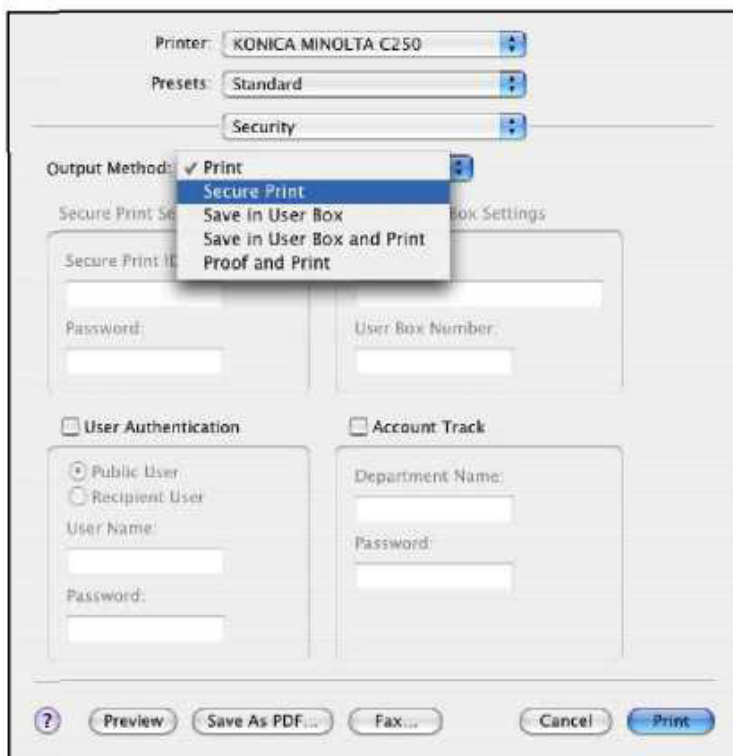 Printer: KONICA MINOLTA C250
Presets: Standard
Security
Output Method: ✓ Print
Secure Print
Save in User Box
Save in User Box and Print
Proof and Print
Secure Print Se Box Settings
Secure Print ID
Password:
User Box Number:
User Authentication
Account Track
Public User
Recipient User
User Name:
Password:
Department Name:
Password:
? Preview Save As PDF... Fax... Cancel Print